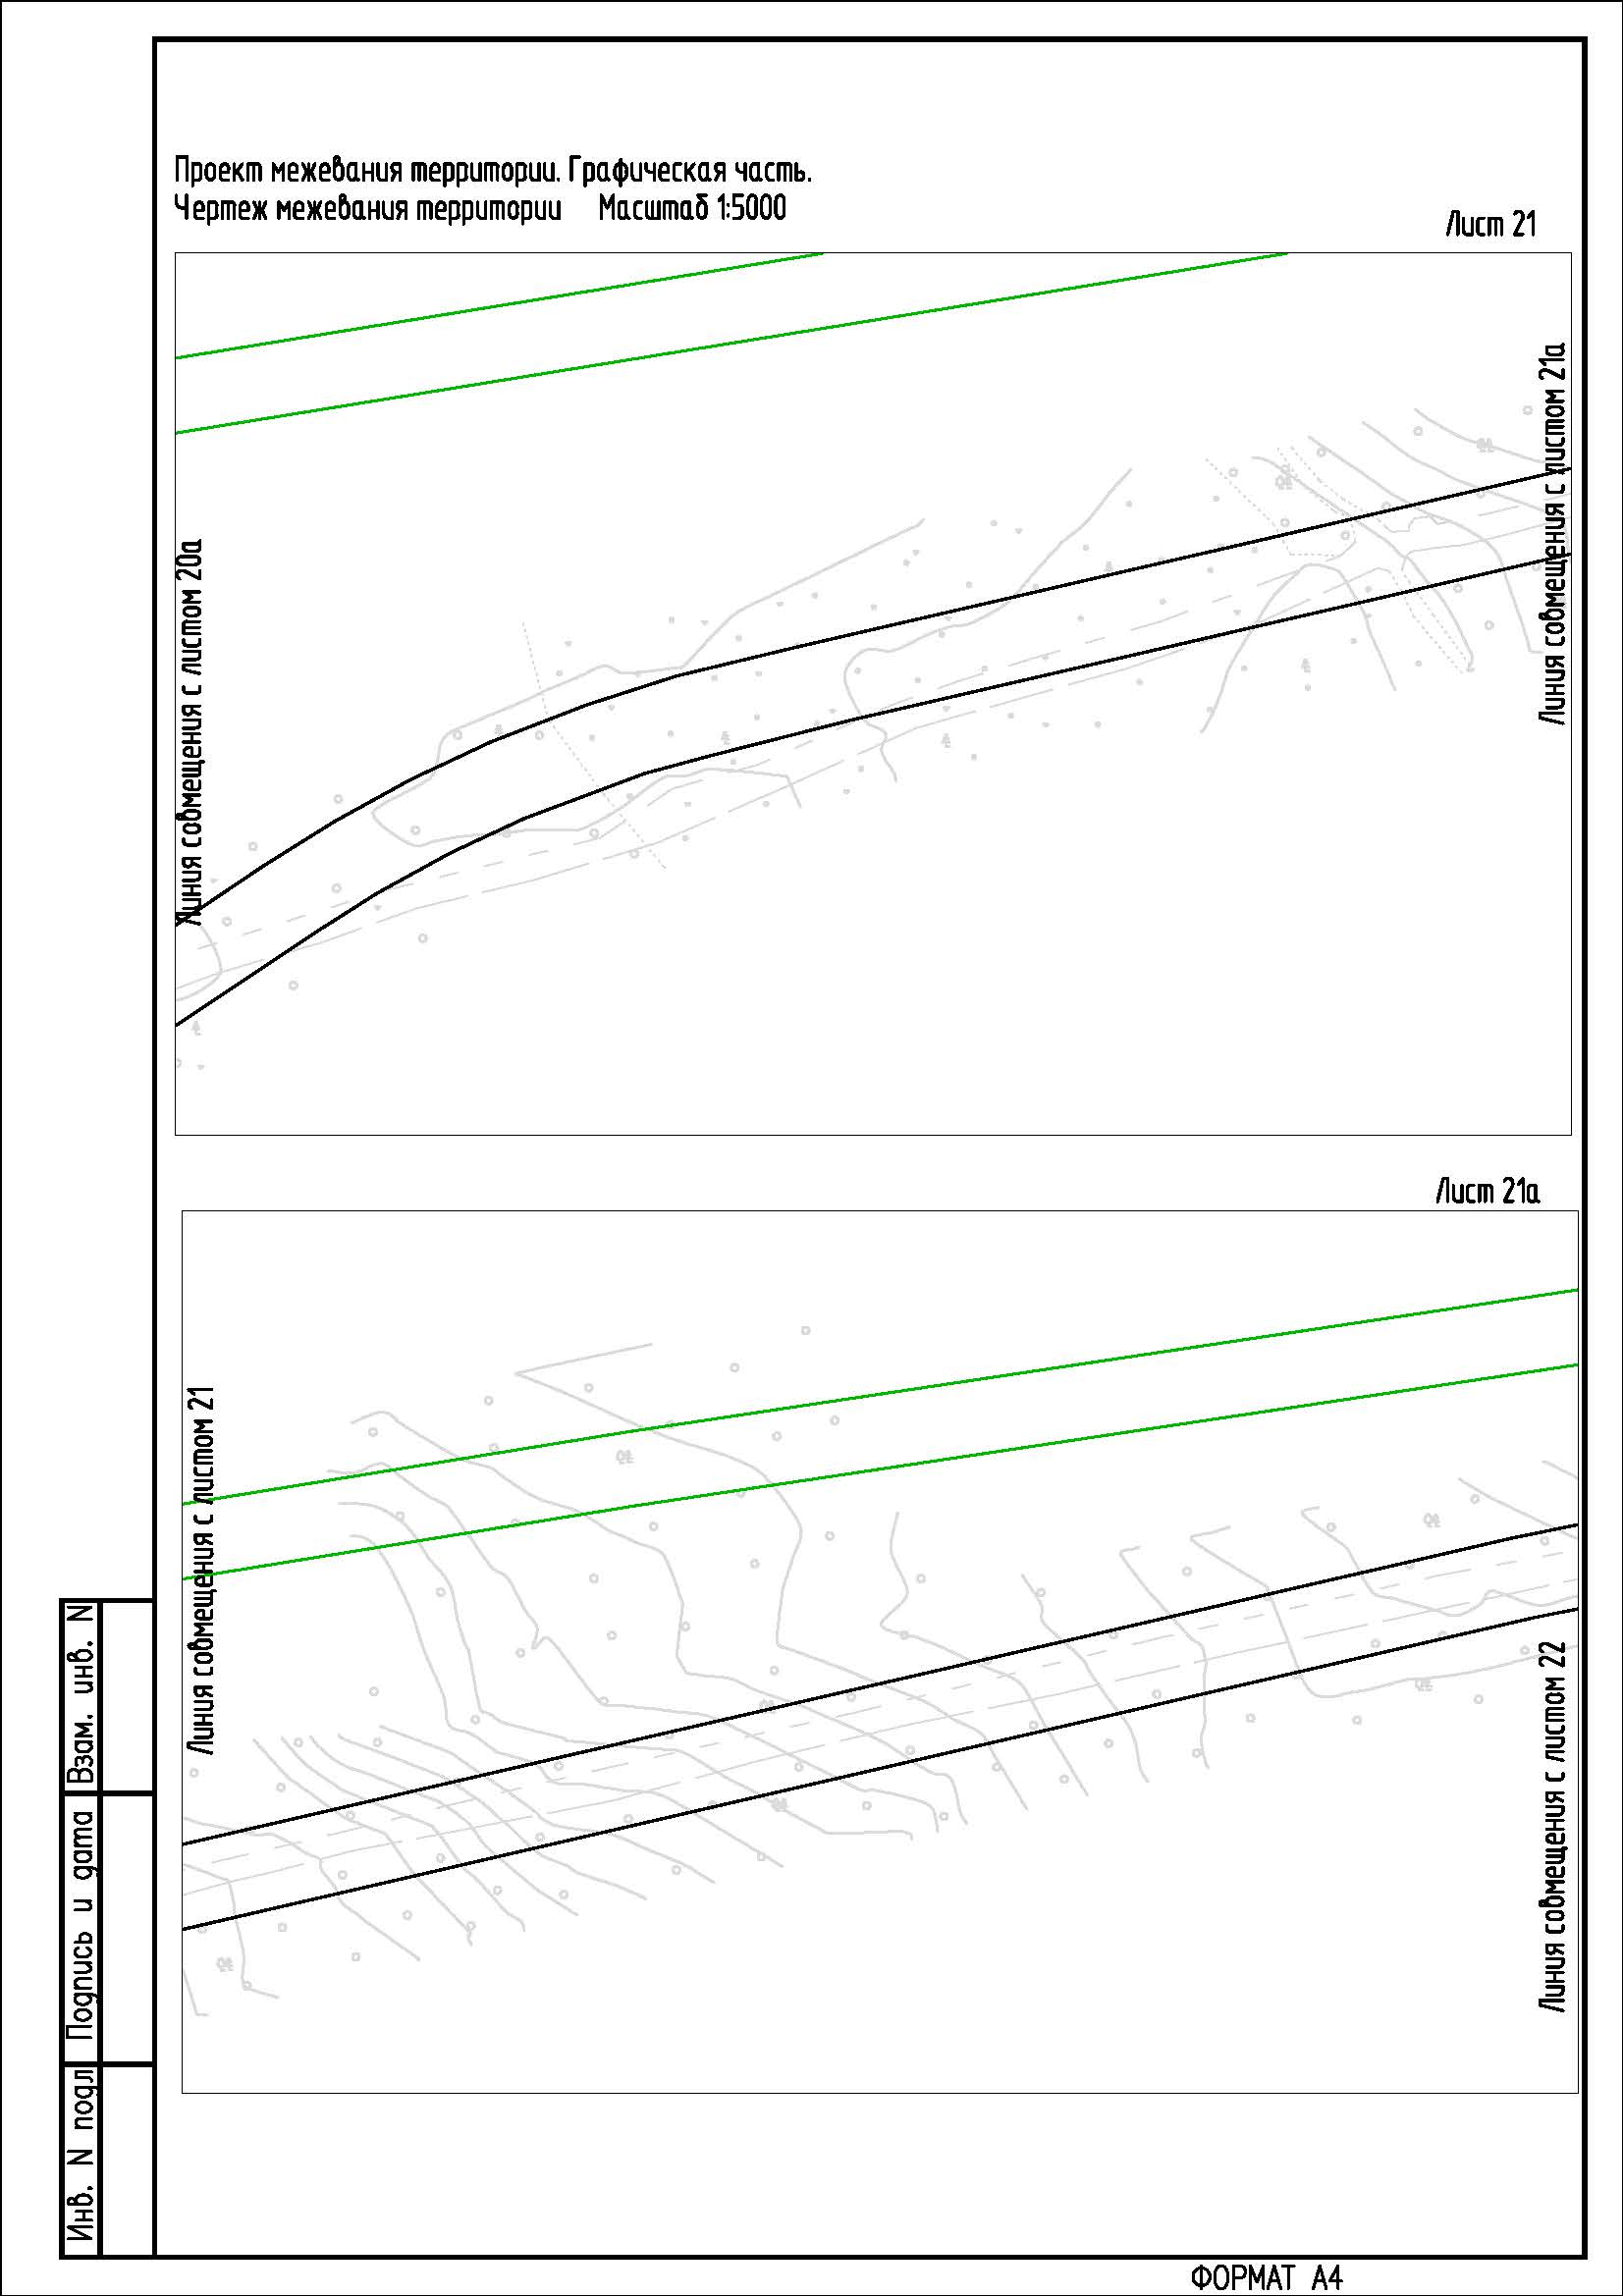 Проект межевания территории. Графическая часть.
Чертеж межевания территории Масштаб 1:5000
Лист 21
Линия совмещения с листом 20а
Линия совмещения с листом 21а
Лист 21а
Линия совмещения с листом 21
Линия совмещения с листом 22
Взам. инв. N
Подпись и дата
Инв. N подл
ФОРМАТ А4